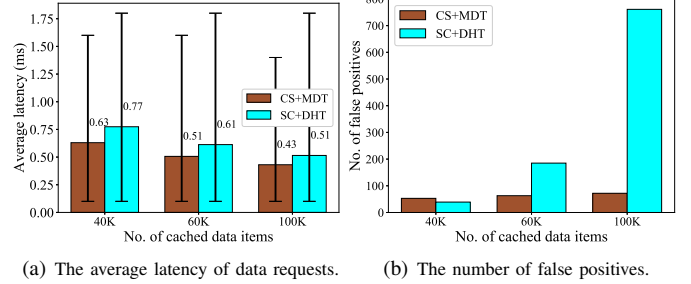 Average latency (ms)
1.75
1.50
1.25
1.00
0.75
0.50
0.25
0.00
CS+MDT
SC+DHT
0.63
0.77
0.51
0.61
0.43
0.51
40K
60K
100K
No. of cached data items
(a) The average latency of data requests.
No. of false positives
800
700
600
500
400
300
200
100
0
CS+MDT
SC+DHT
40K
60K
100K
No. of cached data items
(b) The number of false positives.